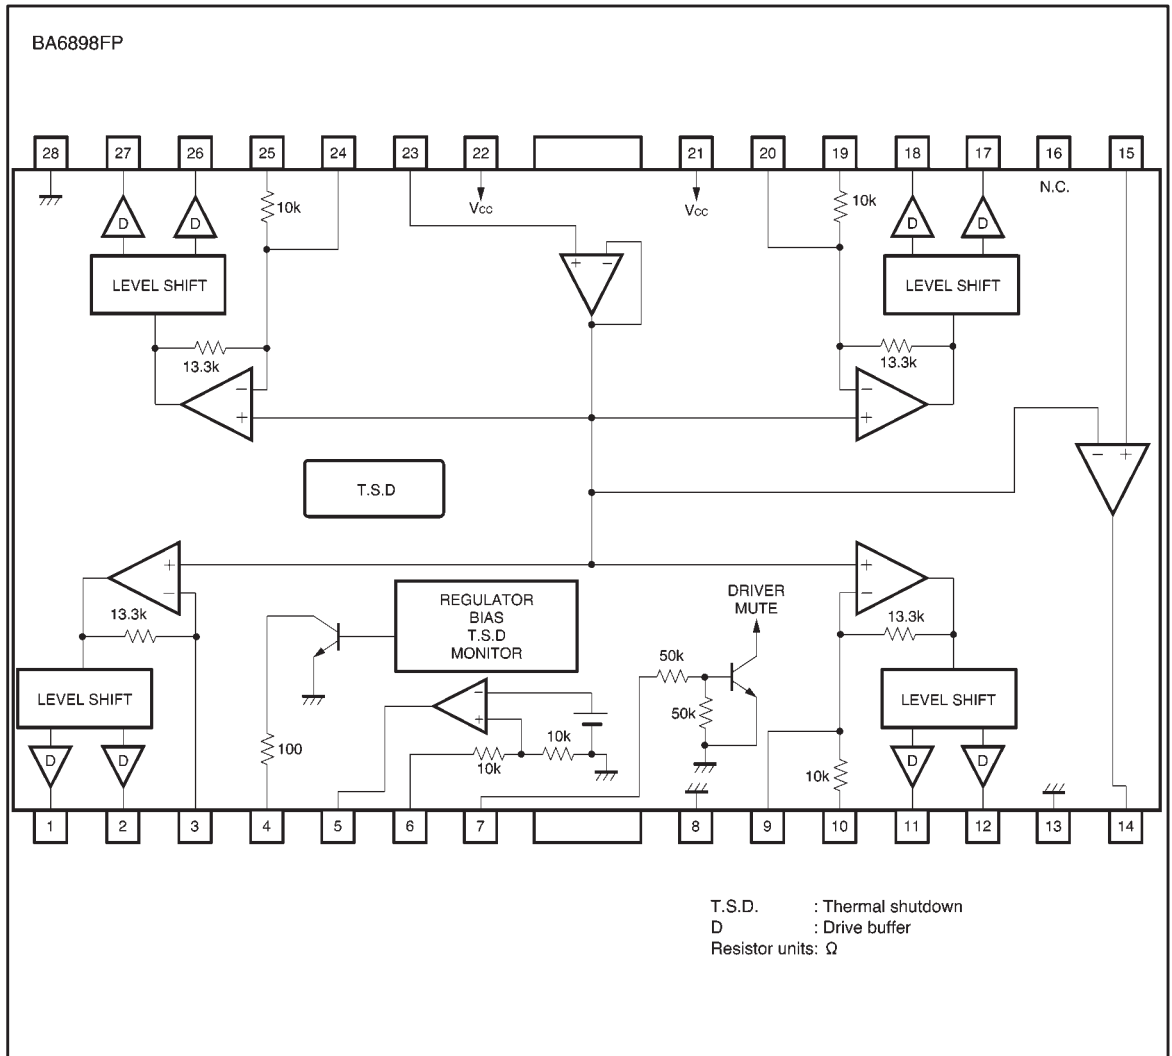 BA6898FP
28 27 26 25 24 23 22 21 20 19 18 17 16 15
N.C.
10k
VCC
VCC
10k
D D
D D
LEVEL SHIFT
+ −
LEVEL SHIFT
13.3k
13.3k
−
+
−
+
− +
T.S.D
+
−
+
−
13.3k
REGULATOR
BIAS
T.S.D
MONITOR
DRIVER
MUTE
13.3k
LEVEL SHIFT
50k
LEVEL SHIFT
−
+
50k
D D
100
10k
10k
10k
D D
1 2 3 4 5 6 7 8 9 10 11 12 13 14
T.S.D. : Thermal shutdown
D : Drive buffer
Resistor units: Ω